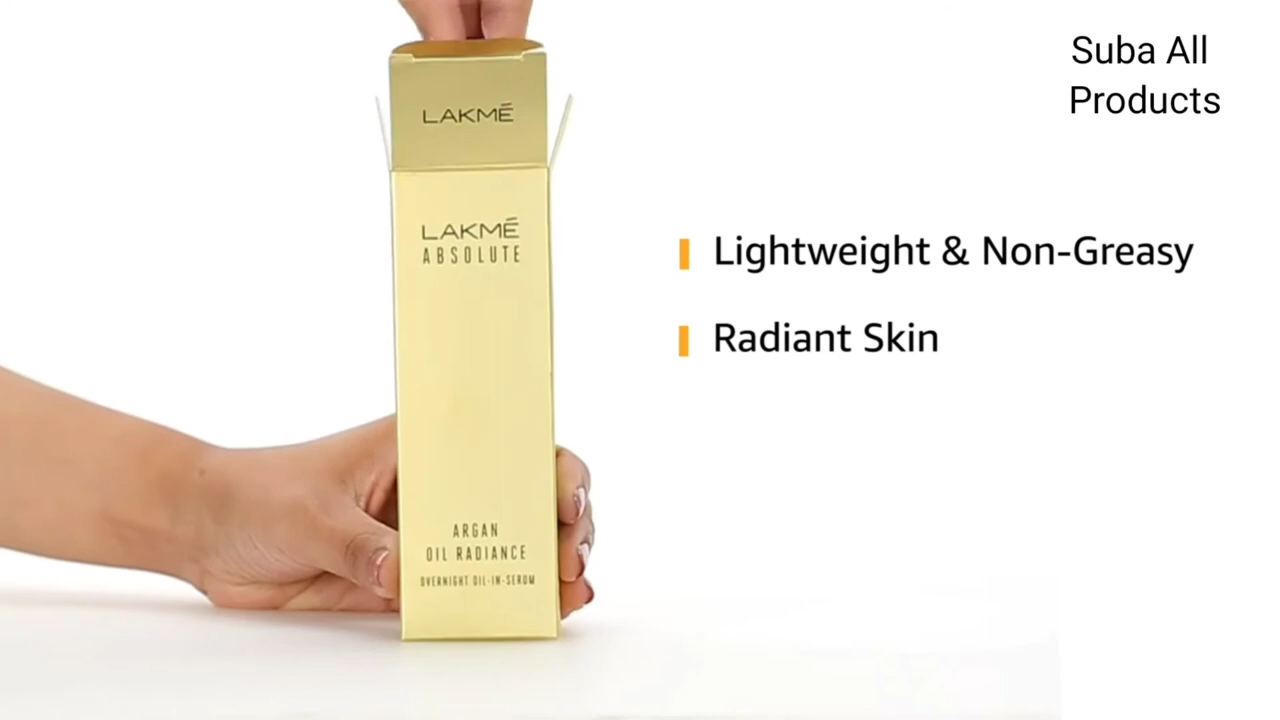 Suba All
Products
LAKMÉ
LAKMÉ
ABSOLUTE
Lightweight & Non-Greasy
Radiant Skin
ARGAN
OIL RADIANCE
OVERNIGHT OIL-IN-SERUM